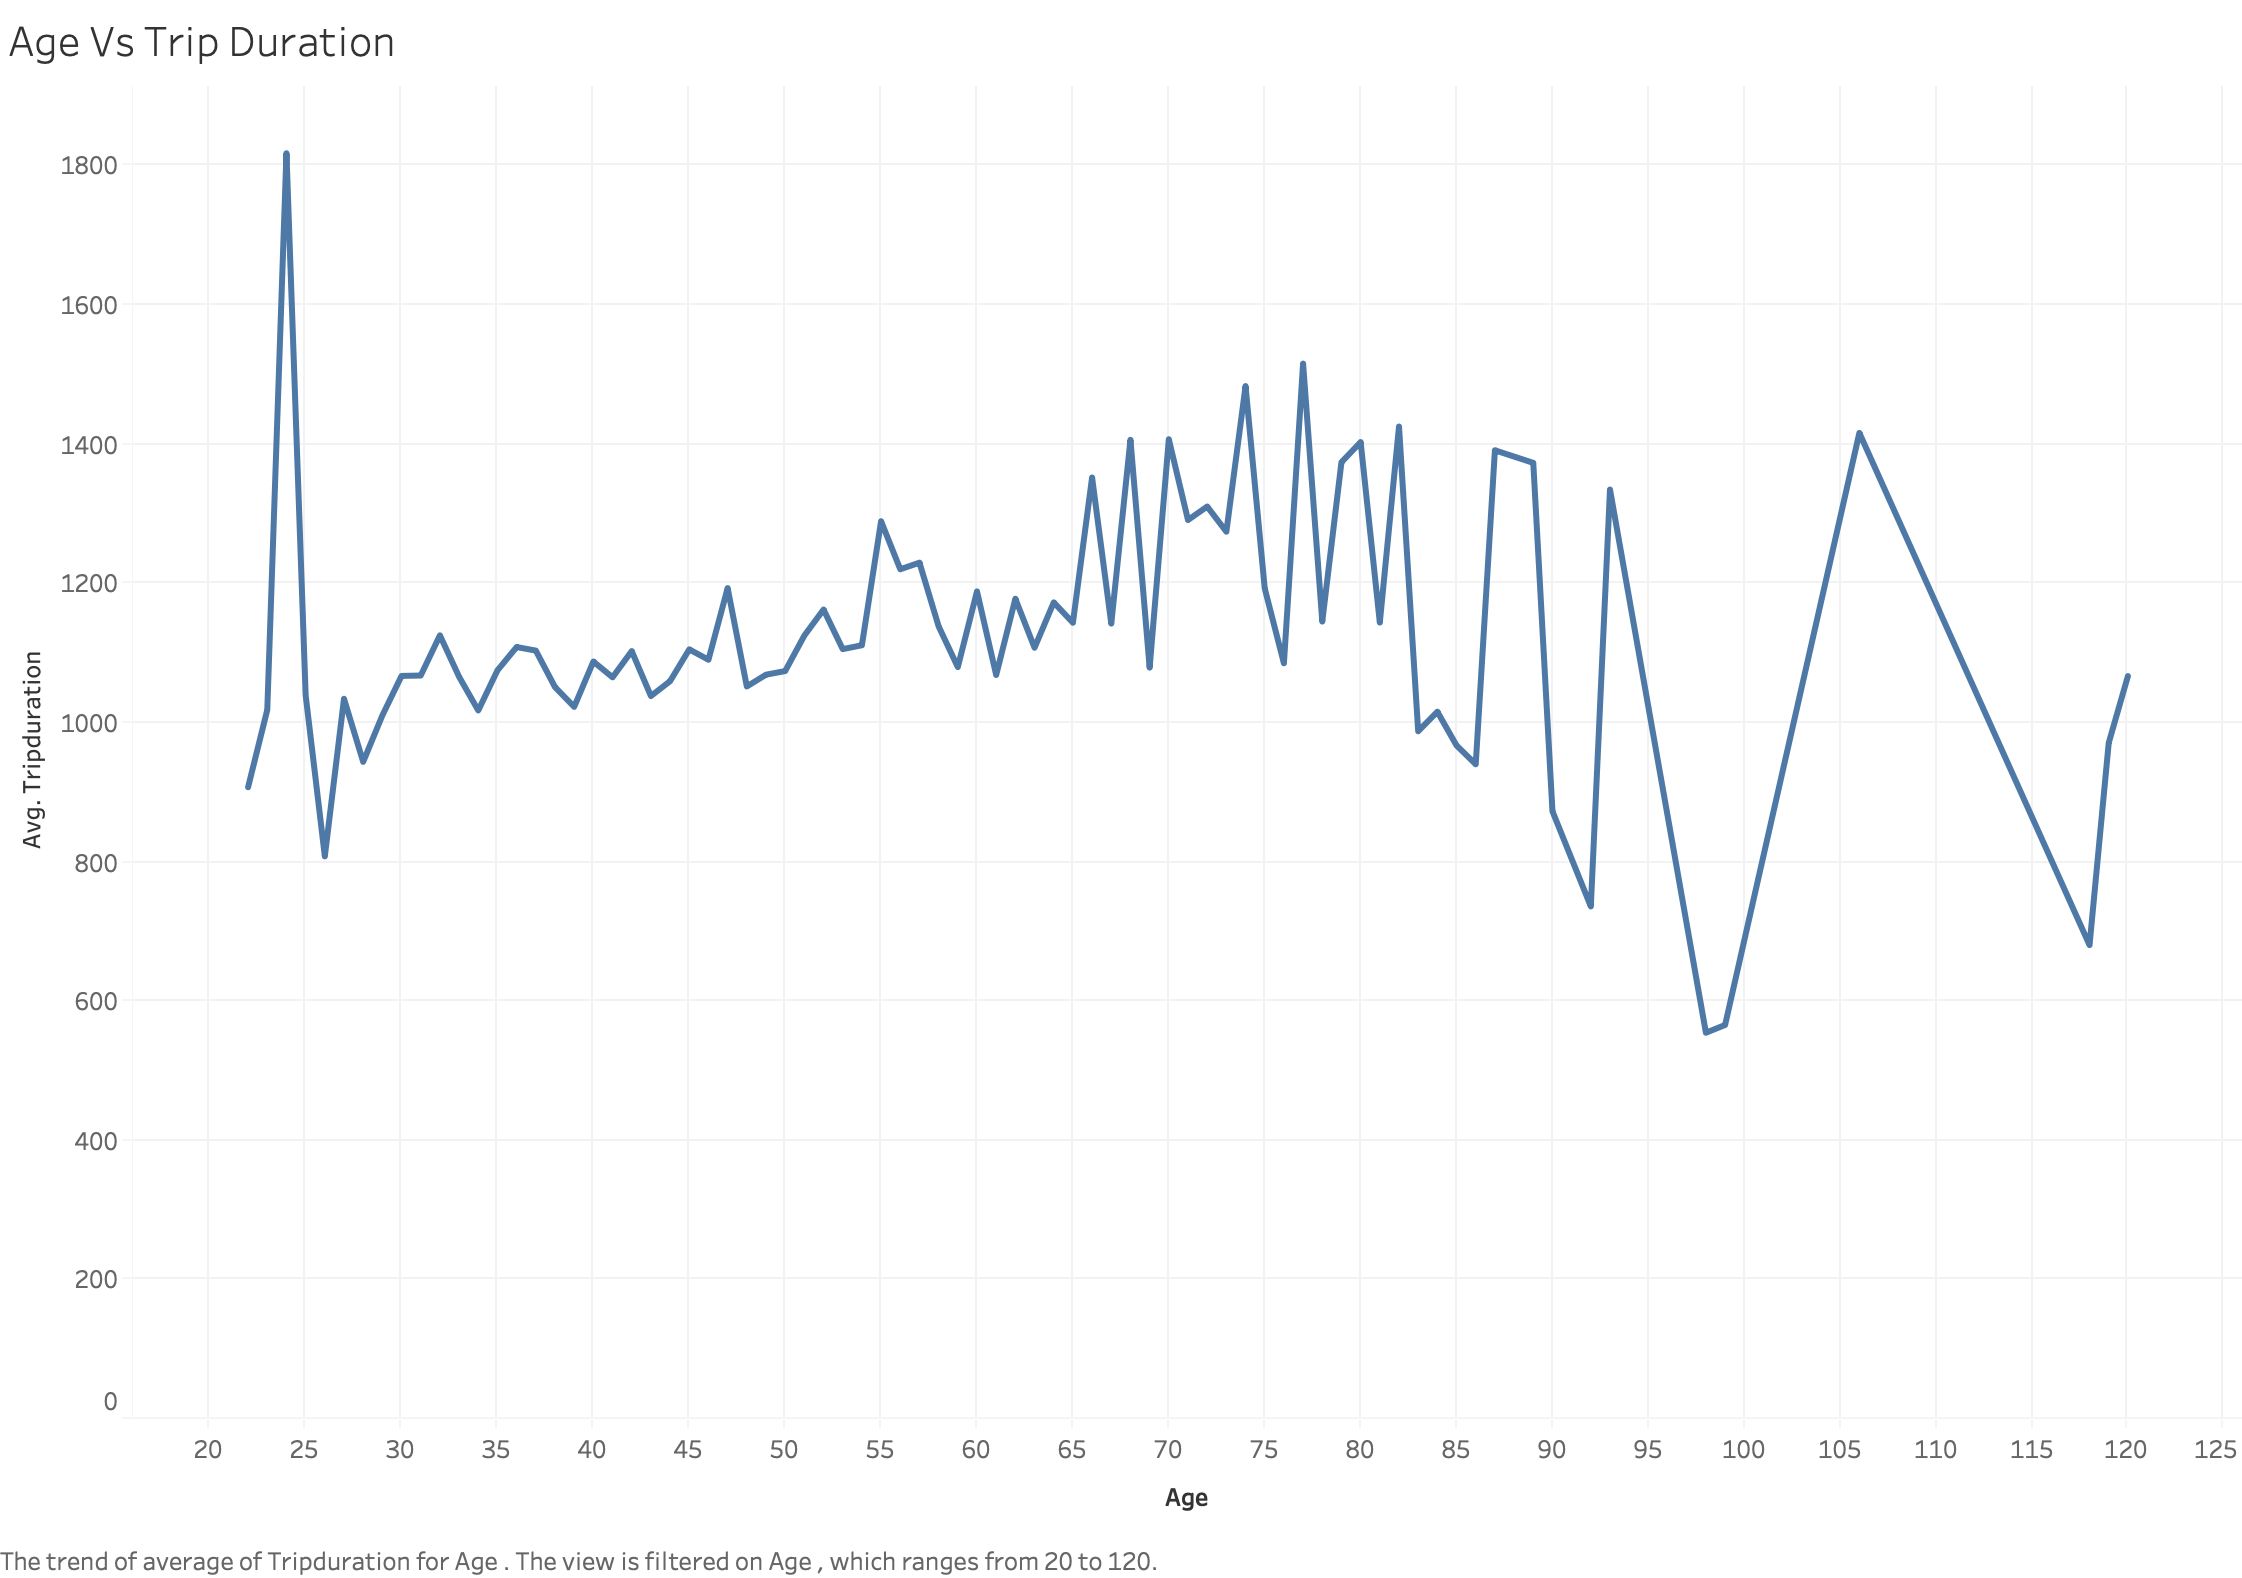 Age Vs Trip Duration
1800
1600
1400
1200
1000
800
600
400
200
0
Avg. Tripduration
20 25 30 35 40 45 50 55 60 65 70 75 80 85 90 95 100 105 110 115 120 125
Age
The trend of average of Tripduration for Age . The view is filtered on Age , which ranges from 20 to 120.